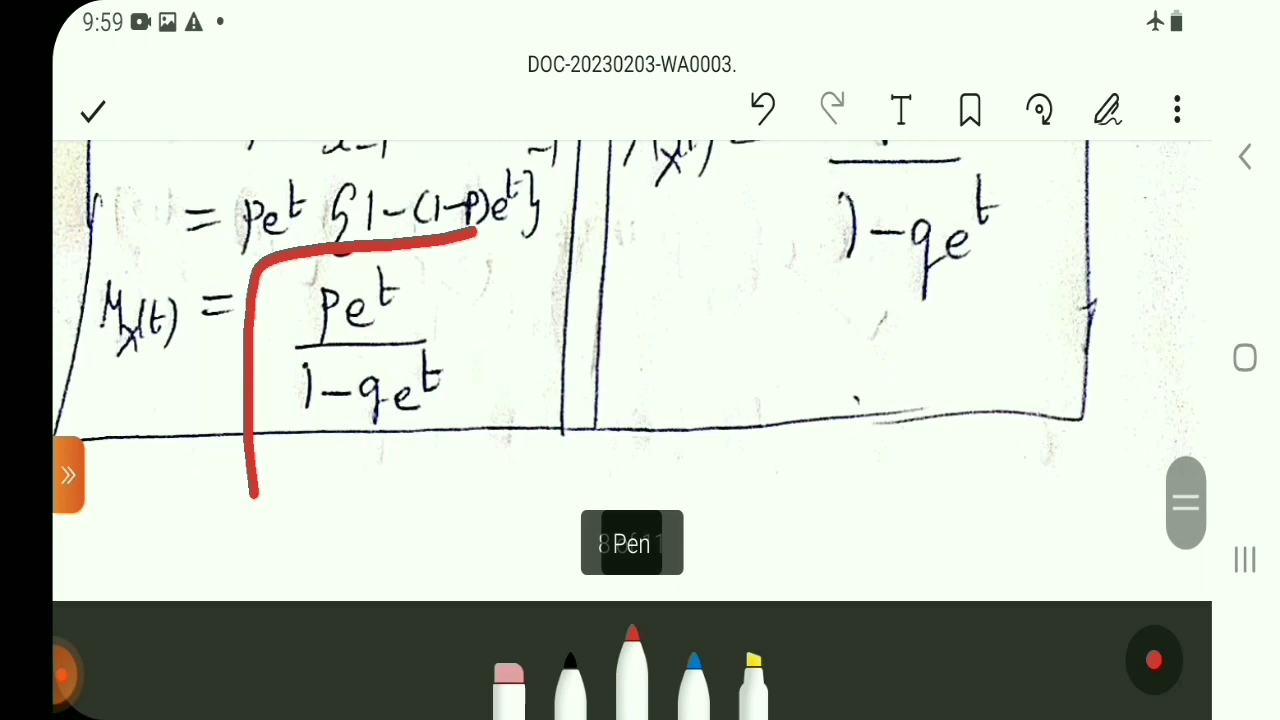 9:59
DOC-20230203-WA0003.
T
= pe^t {1-(1-p)e^t}^-1
M_x(t) = pe^t / 1-qe^t
1-qe^t
Pen